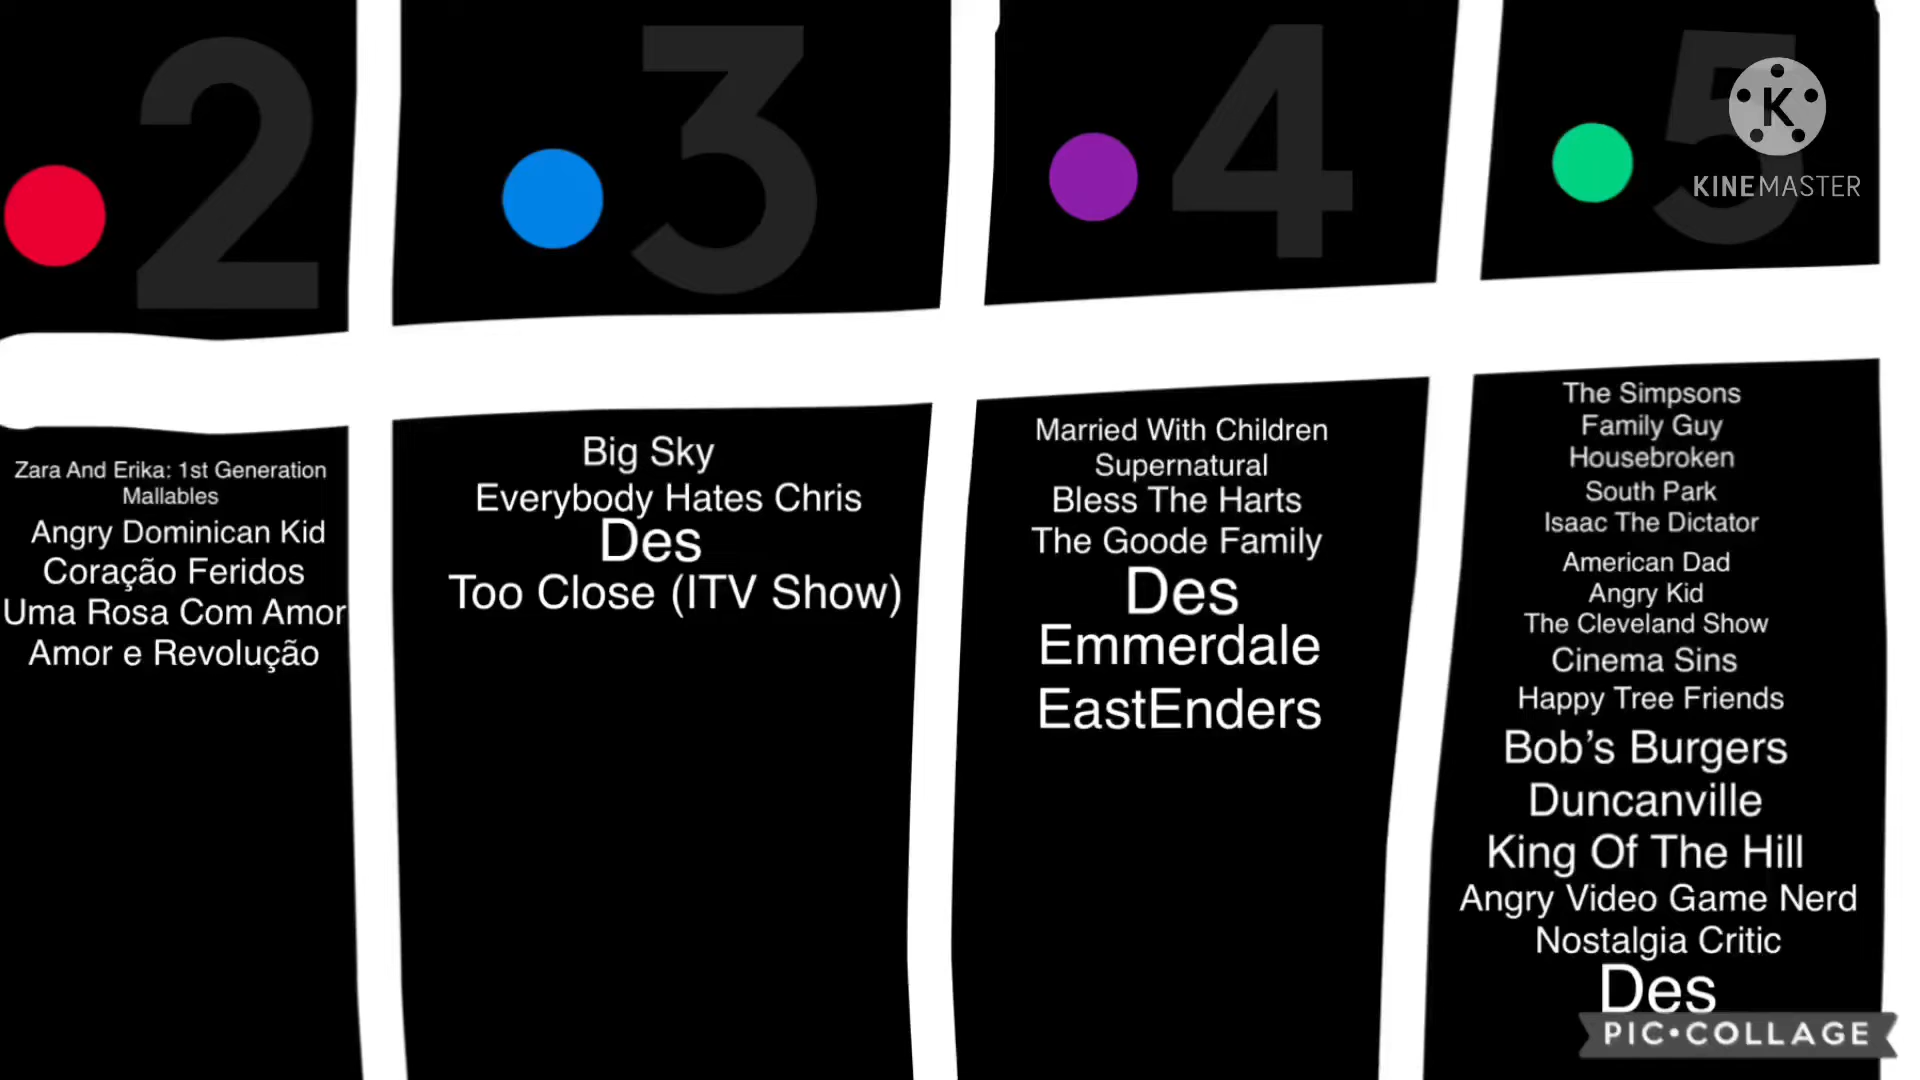 2
3
4
5
K
KINEMASTER
Zara And Erika: 1st Generation
Mallables
Angry Dominican Kid
Coração Feridos
Uma Rosa Com Amor
Amor e Revolução
Big Sky
Everybody Hates Chris
Des
Too Close (ITV Show)
Married With Children
Supernatural
Bless The Harts
The Goode Family
Des
Emmerdale
EastEnders
The Simpsons
Family Guy
Housebroken
South Park
Isaac The Dictator
American Dad
Angry Kid
The Cleveland Show
Cinema Sins
Happy Tree Friends
Bob’s Burgers
Duncanville
King Of The Hill
Angry Video Game Nerd
Nostalgia Critic
Des
PIC•COLLAGE